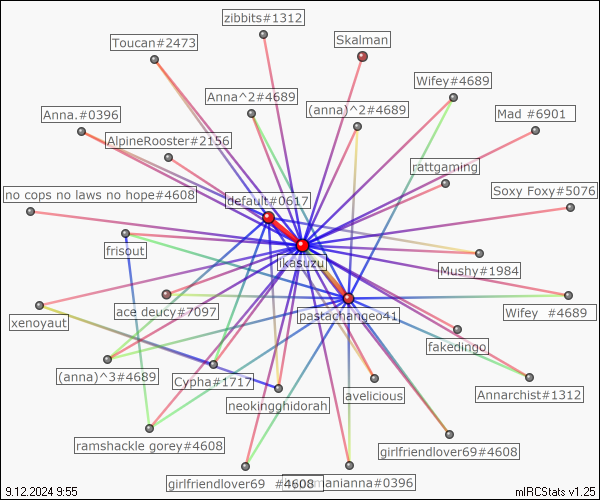 zibbits#1312
Toucan#2473
Skalman
Wifey#4689
Anna^2#4689
(anna)^2#4689
Anna.#0396
Mad #6901
AlpineRooster#2156
rattgaming
no cops no laws no hope#4608
default#0617
Soxy Foxy#5076
frisout
ikasuzu
Mushy#1984
ace deucy#7097
pastachangeo41
Wifey #4689
xenoyaut
fakedingo
(anna)^3#4689
Cypha#1717
neokingghidorah
avelicious
Annarchist#1312
ramshackle gorey#4608
girlfriendlover69#4608
girlfriendlover69 #4608
manianna#0396
9.12.2024 9:55
mIRCStats v1.25